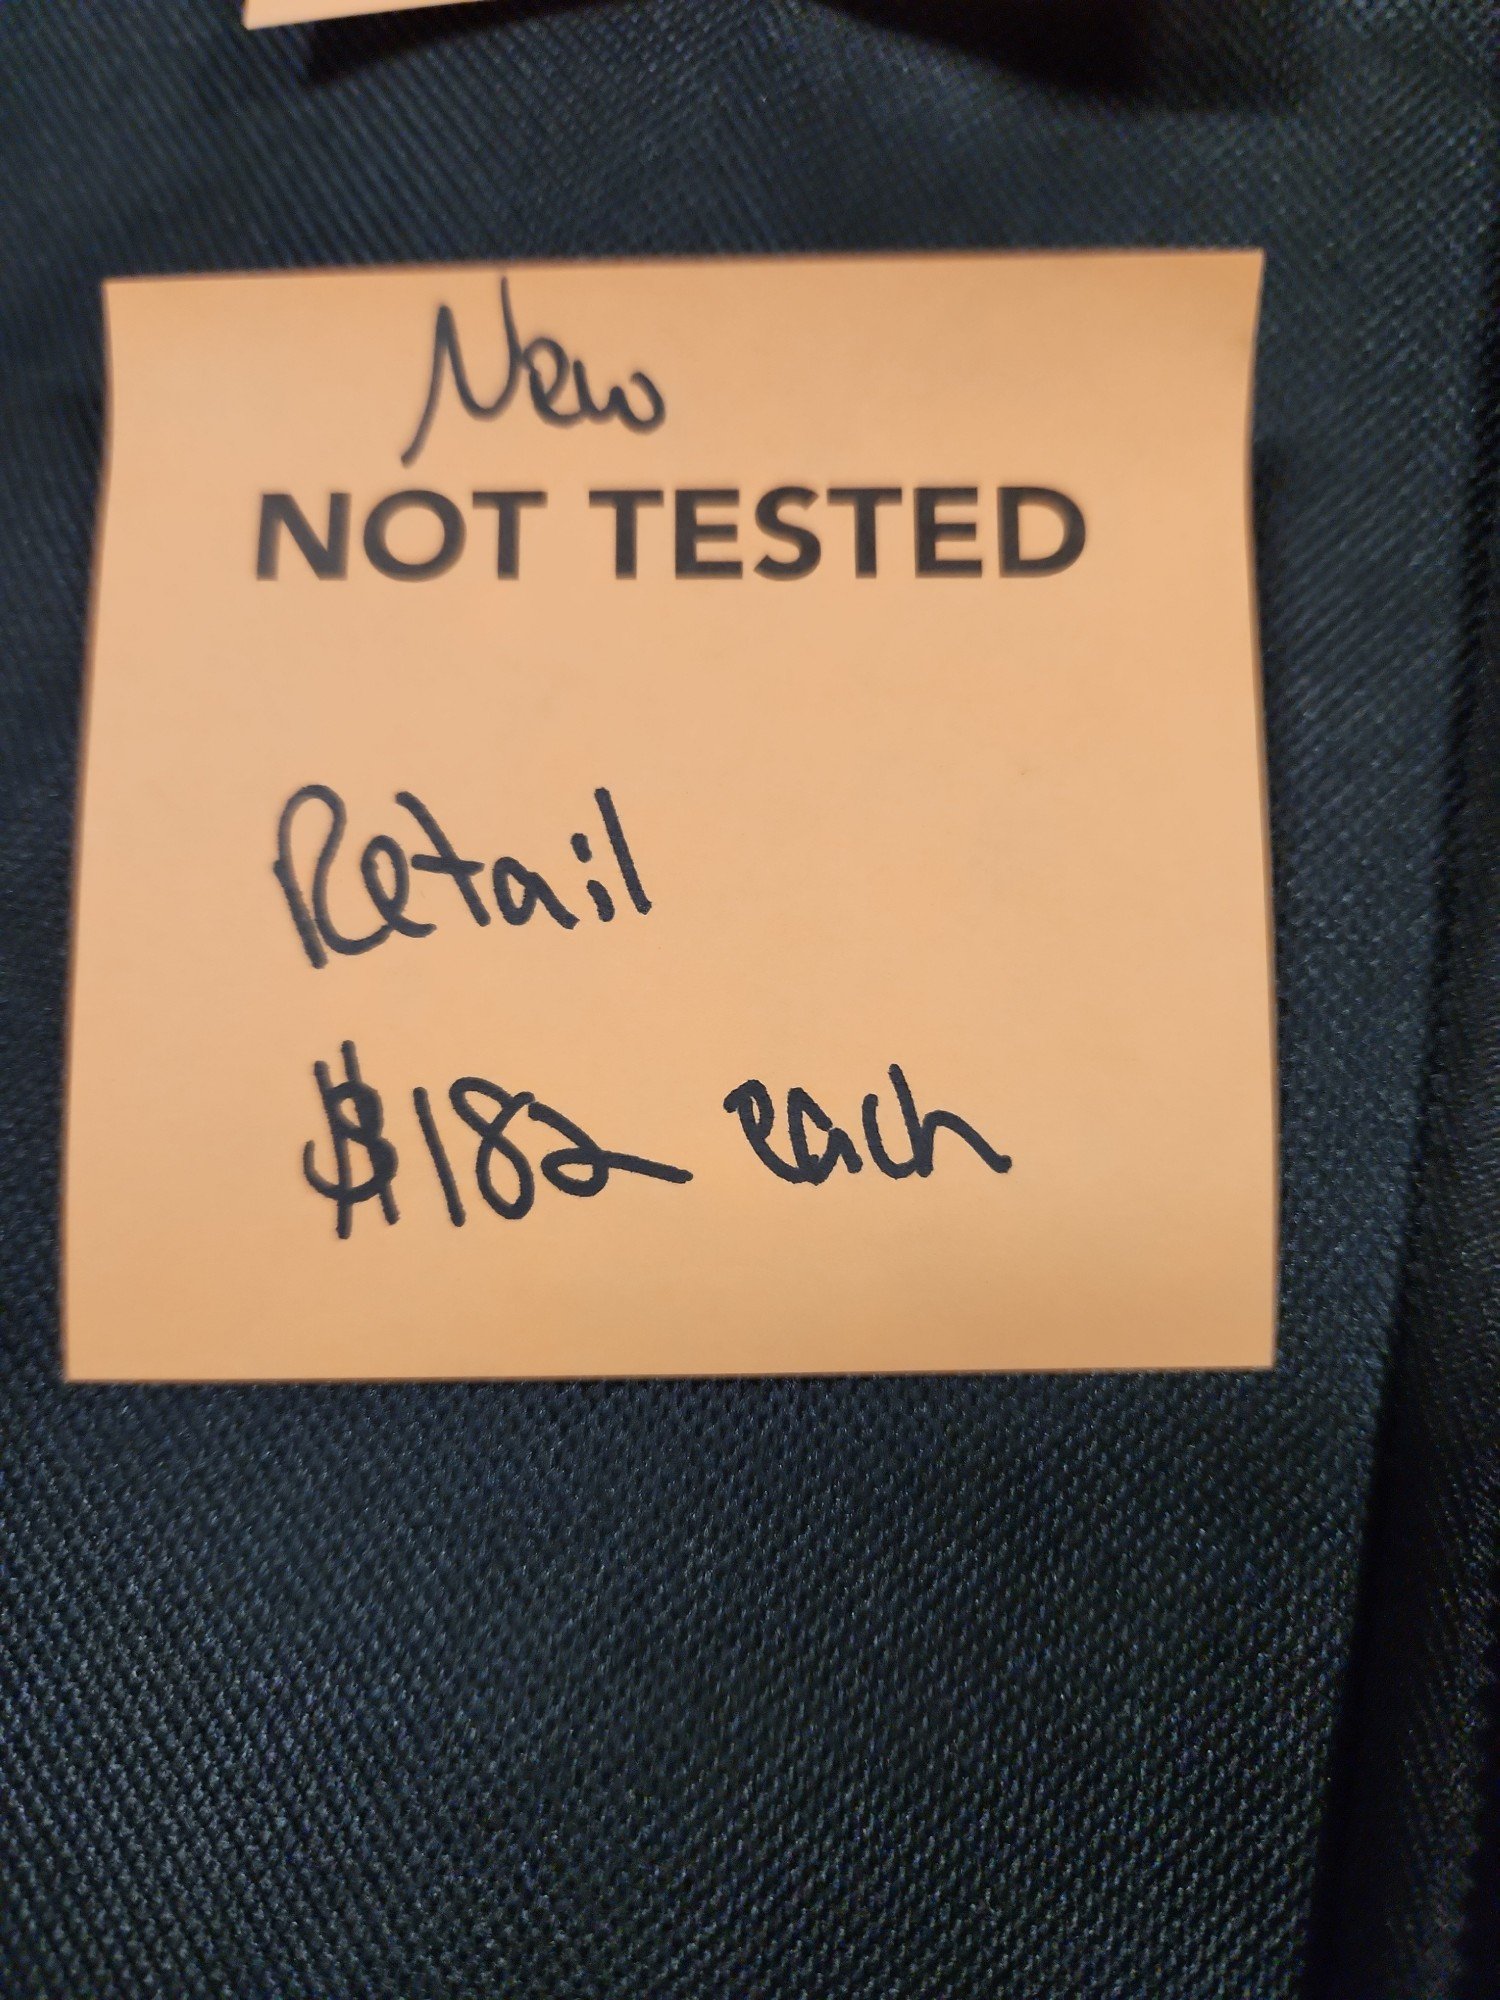 New
NOT TESTED
Retail
$182 each